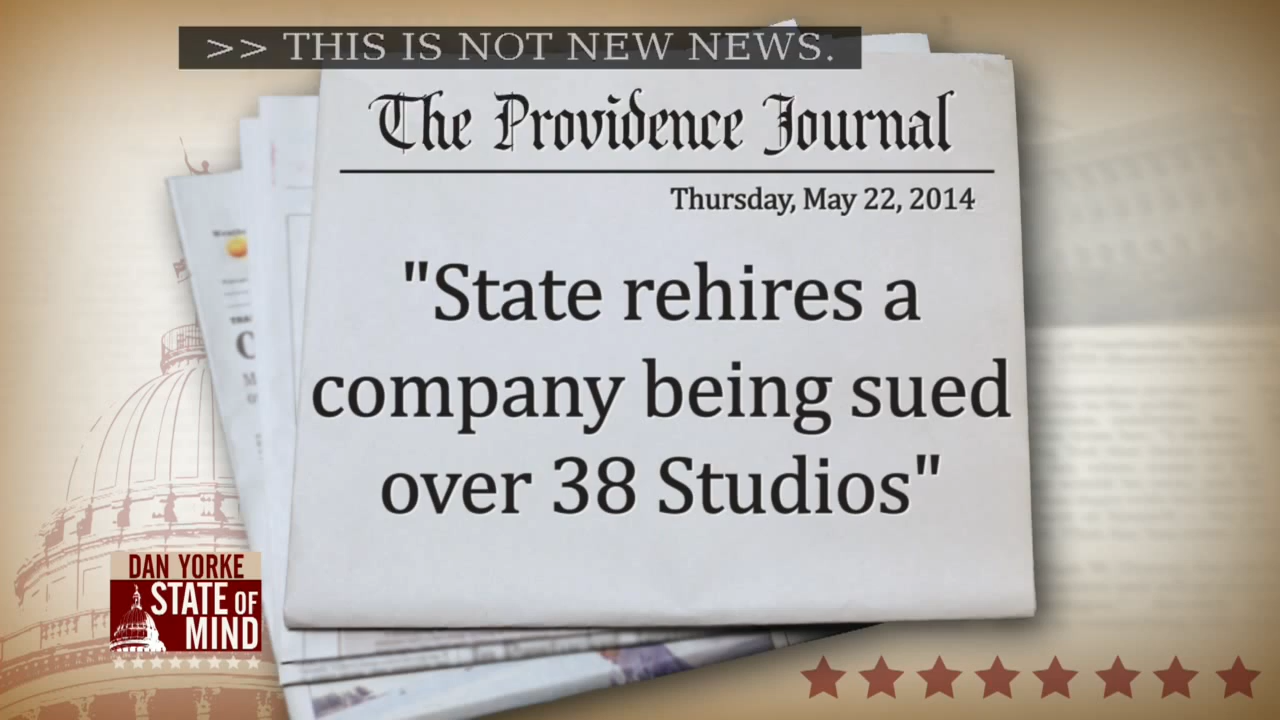 >> THIS IS NOT NEW NEWS.
The Providence Journal
Thursday, May 22, 2014
"State rehires a
company being sued
over 38 Studios"
DAN YORKE
STATE OF
MIND